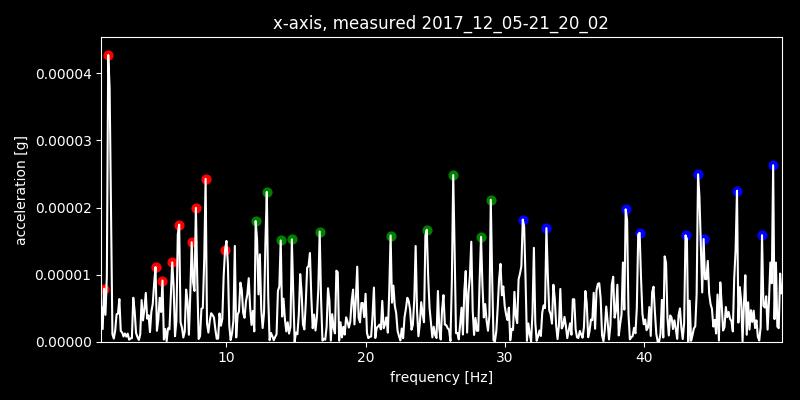 x-axis, measured 2017_12_05-21_20_02
0.00004
0.00003
0.00002
0.00001
0.00000
acceleration [g]
10 20 30 40
frequency [Hz]